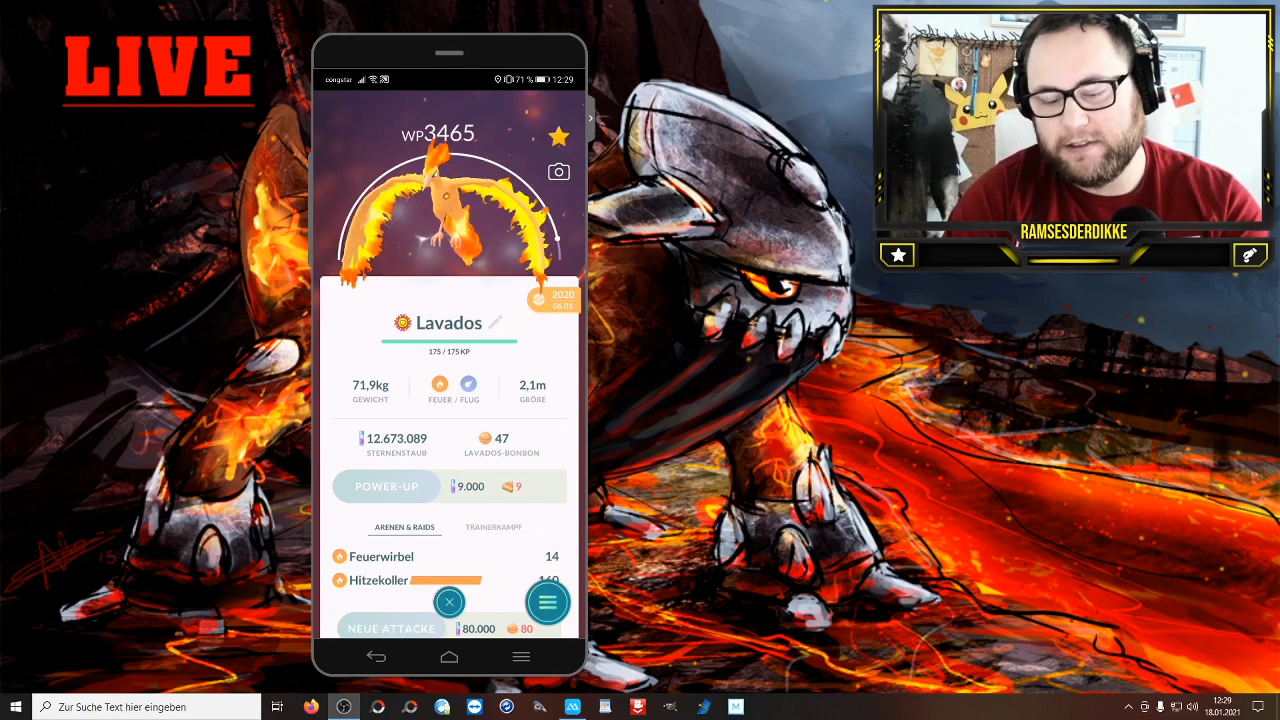 LIVE
congstar
71 % 12:29
WP3465
2020
06.01
Lavados
175 / 175 KP
71,9kg
GEWICHT
FEUER / FLUG
2,1m
GRÖßE
12.673.089
STERNENSTAUB
47
LAVADOS-BONBON
POWER-UP
9.000
9
ARENEN & RAIDS
TRAINERKAMPF
Feuerwirbel
14
Hitzekoller
160
NEUE ATTACKE
80.000
80
RAMSESDERDIKKE
Zur Suche Text hier eingeben
M
12:29
18.01.2021